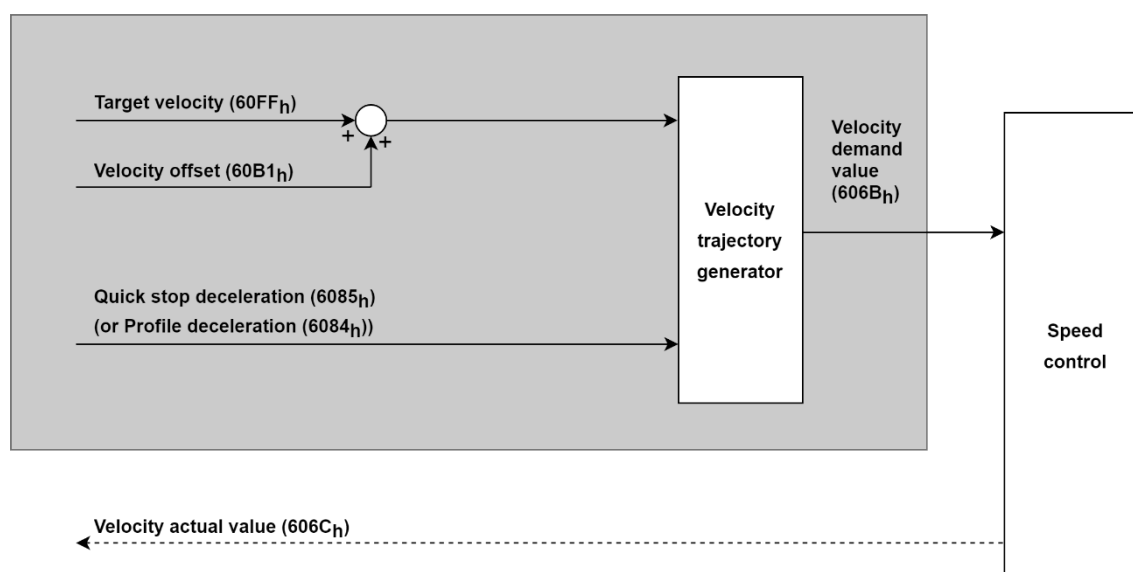 Target velocity (60FFh)
+
+
Velocity offset (60B1h)
Quick stop deceleration (6085h)
(or Profile deceleration (6084h))
Velocity
trajectory
generator
Velocity
demand
value
(606Bh)
Speed
control
Velocity actual value (606Ch)